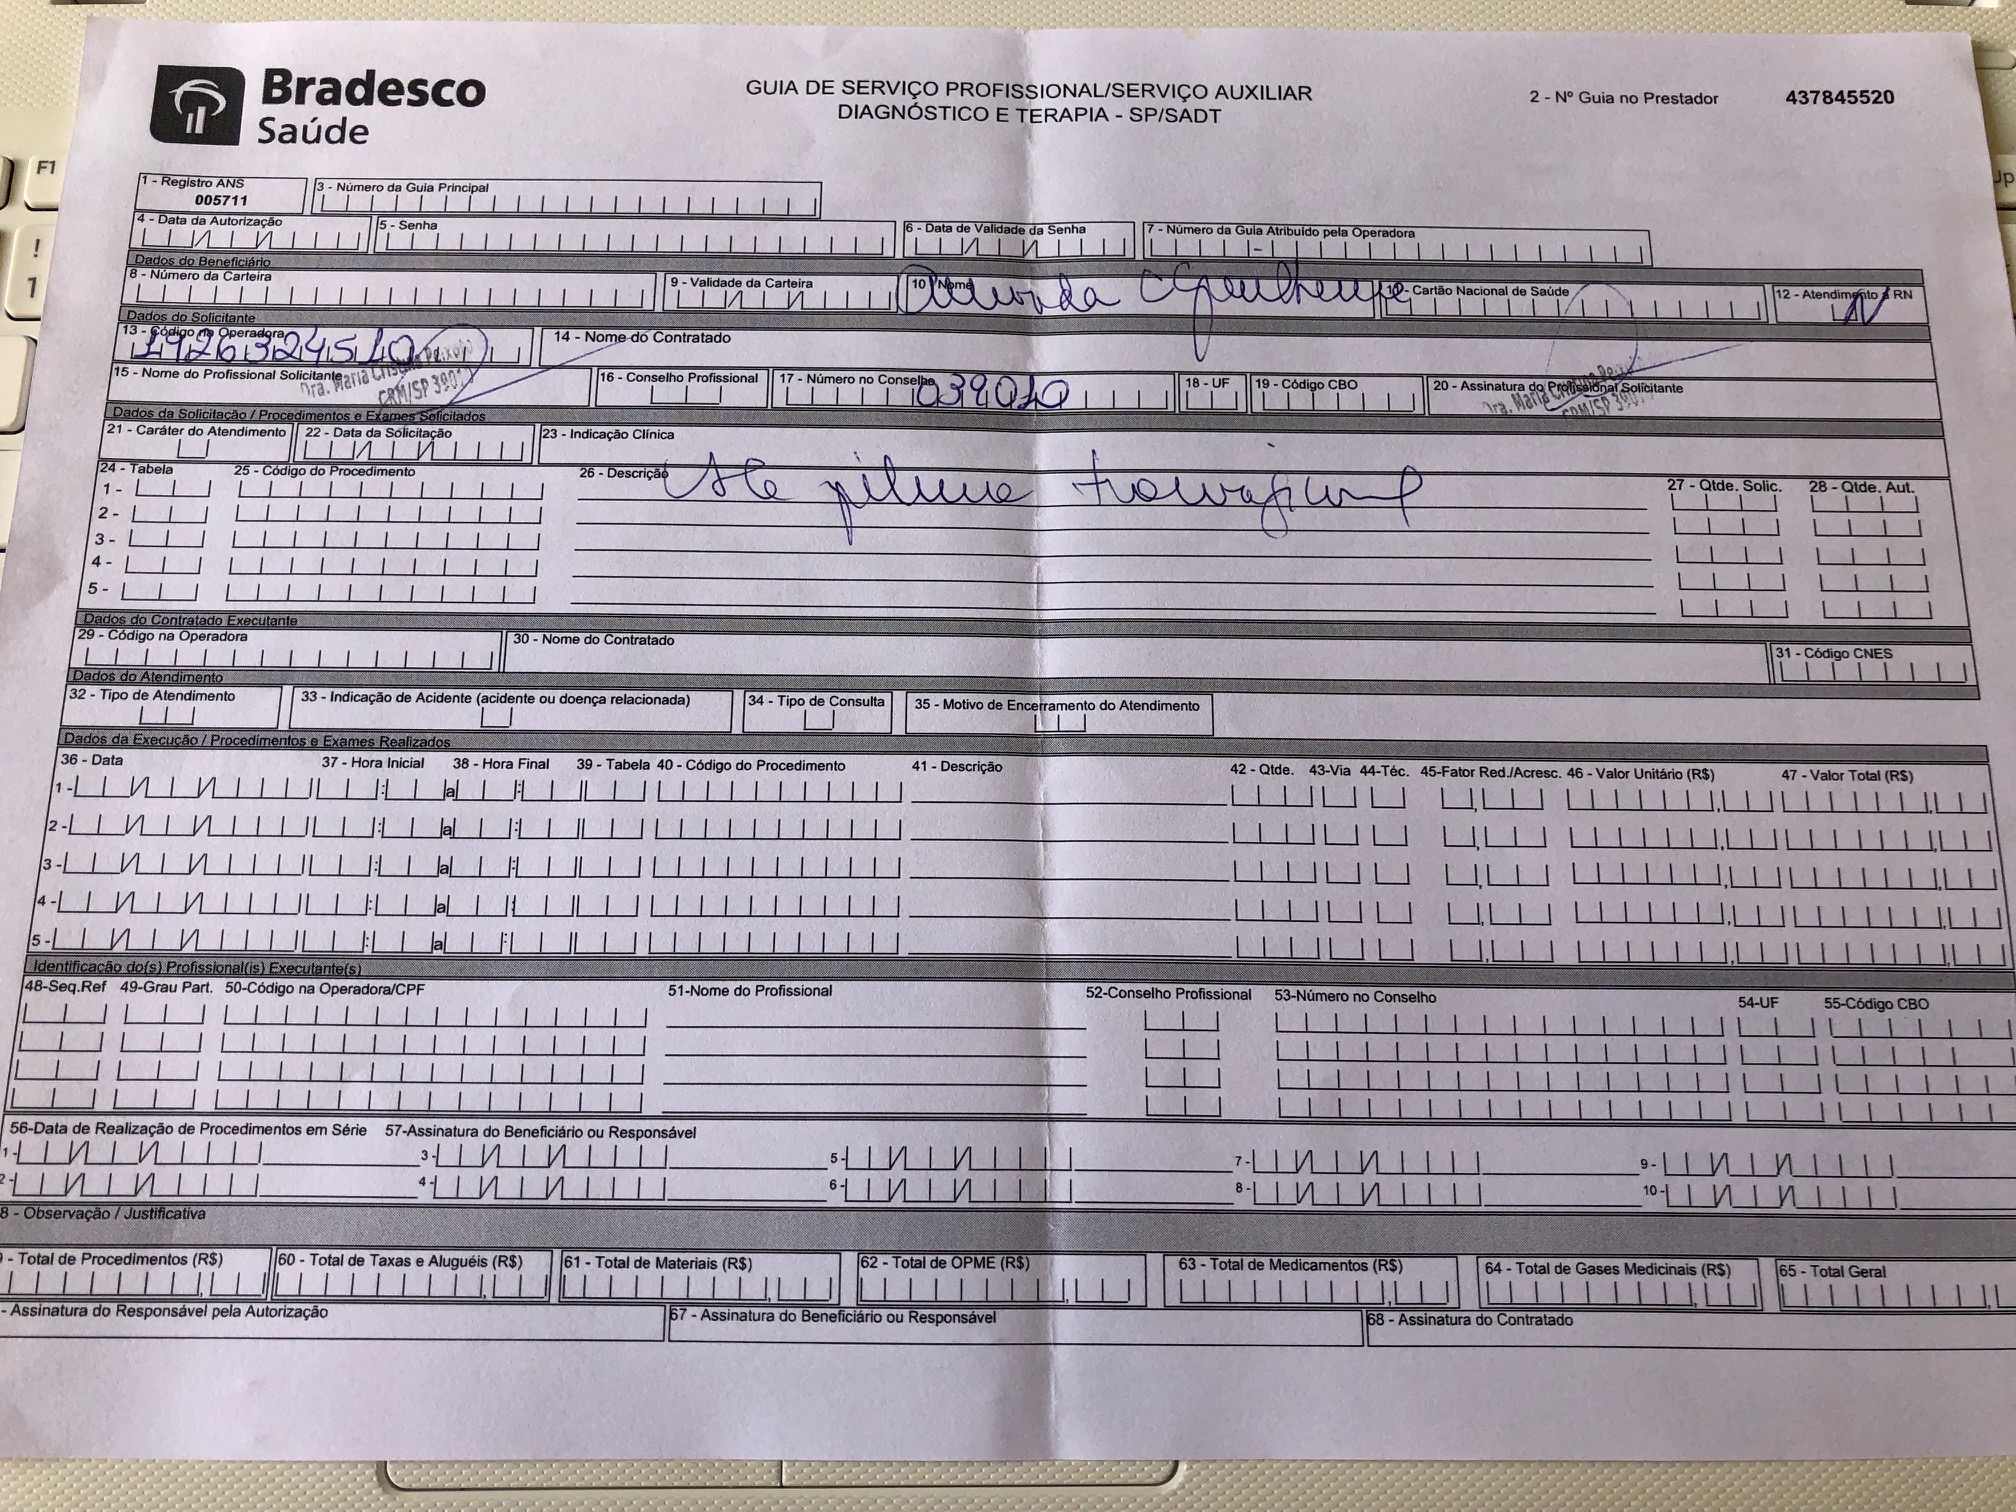 Bradesco
Saúde
GUIA DE SERVIÇO PROFISSIONAL/SERVIÇO AUXILIAR
DIAGNÓSTICO E TERAPIA - SP/SADT
2 - Nº Guia no Prestador 437845520
1 - Registro ANS
005711
3 - Número da Guia Principal
4 - Data da Autorização 5 - Senha 6 - Data de Validade da Senha 7 - Número da Guia Atribuído pela Operadora
Dados do Beneficiário
8 - Número da Carteira 9 - Validade da Carteira 10 - Nome - Cartão Nacional de Saúde 12 - Atendimento a RN
N
Dados do Solicitante
13 - Código na Operadora 14 - Nome do Contratado
1926324510
15 - Nome do Profissional Solicitante 16 - Conselho Profissional 17 - Número no Conselho 18 - UF 19 - Código CBO 20 - Assinatura do Profissional Solicitante
Dra. Maria Cristina Peixoto
CRM/SP
039010
Dra. Maria Cristina
CRM/SP
Dados da Solicitação / Procedimentos e Exames Solicitados
21 - Caráter do Atendimento 22 - Data da Solicitação 23 - Indicação Clínica
24 - Tabela 25 - Código do Procedimento 26 - Descrição 27 - Qtde. Solic. 28 - Qtde. Aut.
1 -
2 -
3 -
4 -
5 -
Dados do Contratado Executante
29 - Código na Operadora 30 - Nome do Contratado 31 - Código CNES
Dados do Atendimento
32 - Tipo de Atendimento 33 - Indicação de Acidente (acidente ou doença relacionada) 34 - Tipo de Consulta 35 - Motivo de Encerramento do Atendimento
Dados da Execução / Procedimentos e Exames Realizados
36 - Data 37 - Hora Inicial 38 - Hora Final 39 - Tabela 40 - Código do Procedimento 41 - Descrição 42 - Qtde. 43-Via 44-Téc. 45-Fator Red./Acresc. 46 - Valor Unitário (R$) 47 - Valor Total (R$)
1 - a
2 - a
3 - a
4 - a
5 - a
Identificação do(s) Profissional(is) Executante(s)
48-Seq.Ref 49-Grau Part. 50-Código na Operadora/CPF 51-Nome do Profissional 52-Conselho Profissional 53-Número no Conselho 54-UF 55-Código CBO
56-Data de Realização de Procedimentos em Série 57-Assinatura do Beneficiário ou Responsável
1- 3- 5- 7- 9-
2- 4- 6- 8- 10-
8 - Observação / Justificativa
- Total de Procedimentos (R$) 60 - Total de Taxas e Aluguéis (R$) 61 - Total de Materiais (R$) 62 - Total de OPME (R$) 63 - Total de Medicamentos (R$) 64 - Total de Gases Medicinais (R$) 65 - Total Geral
- Assinatura do Responsável pela Autorização 67 - Assinatura do Beneficiário ou Responsável 68 - Assinatura do Contratado